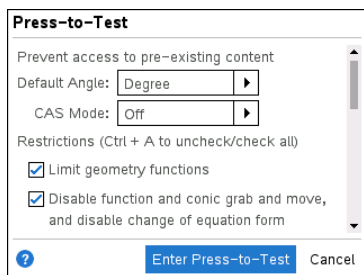 Press-to-Test
Prevent access to pre-existing content
Default Angle: Degree
CAS Mode: Off
Restrictions (Ctrl + A to uncheck/check all)
Limit geometry functions
Disable function and conic grab and move,
and disable change of equation form
? Enter Press-to-Test Cancel